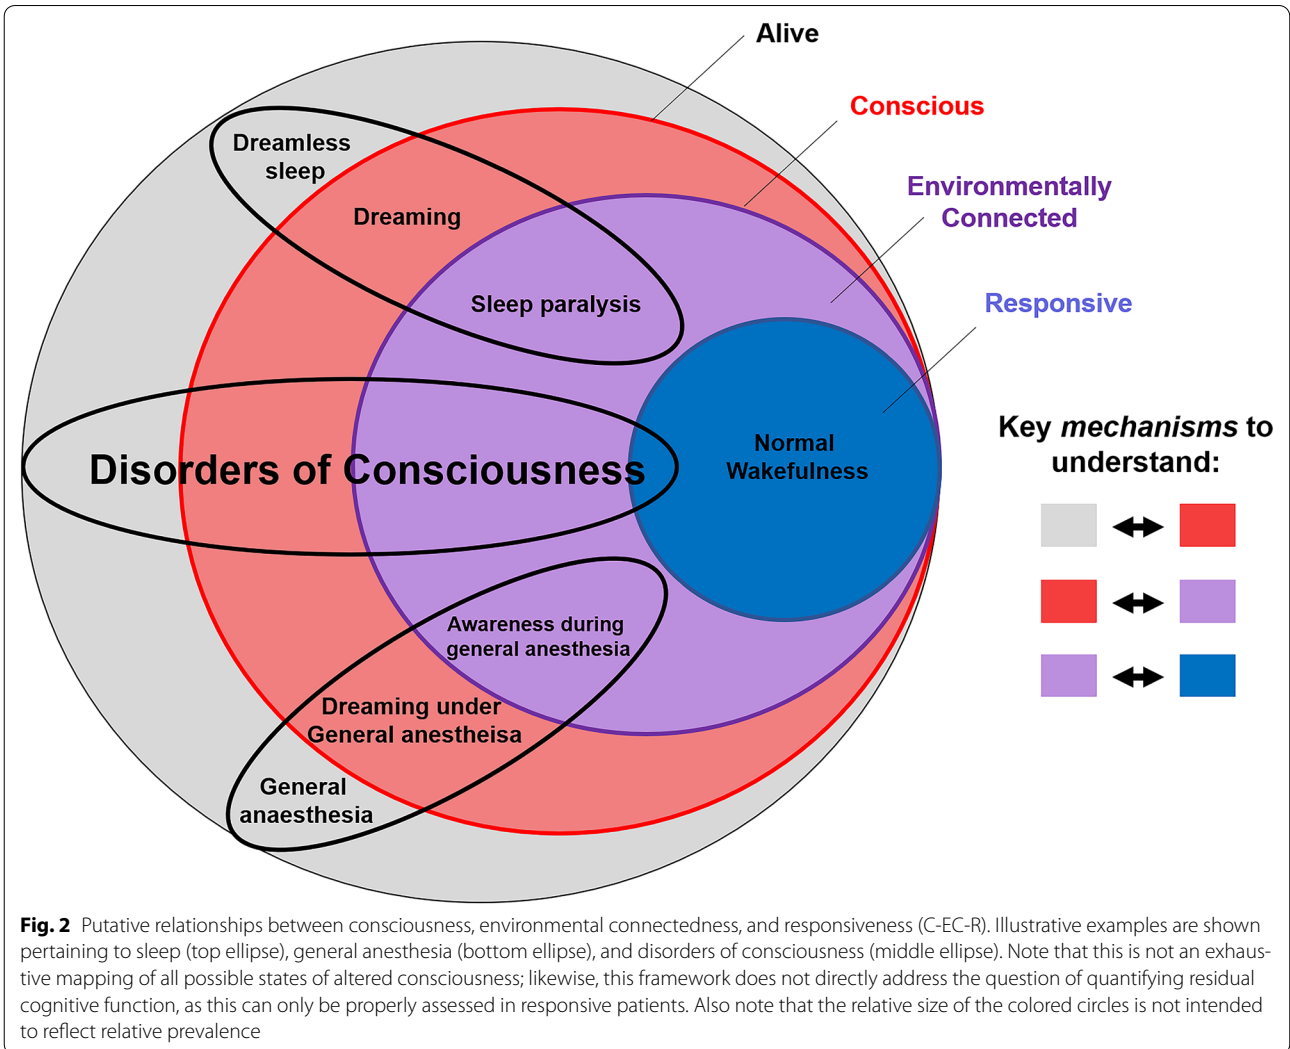 Alive
Conscious
Environmentally
Connected
Responsive
Dreamless
sleep
Dreaming
Sleep paralysis
Disorders of Consciousness
Normal
Wakefulness
Awareness during
general anesthesia
Dreaming under
General anestheisa
General
anaesthesia
Key mechanisms to
understand:
Fig. 2 Putative relationships between consciousness, environmental connectedness, and responsiveness (C-EC-R). Illustrative examples are shown
pertaining to sleep (top ellipse), general anesthesia (bottom ellipse), and disorders of consciousness (middle ellipse). Note that this is not an exhaus-
tive mapping of all possible states of altered consciousness; likewise, this framework does not directly address the question of quantifying residual
cognitive function, as this can only be properly assessed in responsive patients. Also note that the relative size of the colored circles is not intended
to reflect relative prevalence